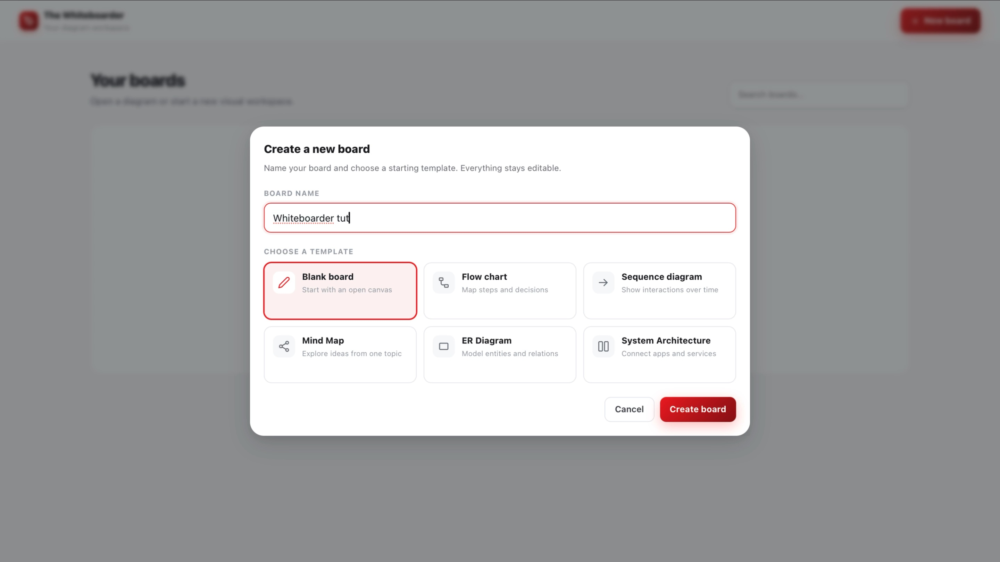 The Whiteboarder
Your diagram workspace
New board
Your boards
Open a diagram or start a new visual workspace.
Search boards...
Create a new board
Name your board and choose a starting template. Everything stays editable.
BOARD NAME
Whiteboarder tut
CHOOSE A TEMPLATE
Blank board
Start with an open canvas
Flow chart
Map steps and decisions
Sequence diagram
Show interactions over time
Mind Map
Explore ideas from one topic
ER Diagram
Model entities and relations
System Architecture
Connect apps and services
Cancel
Create board